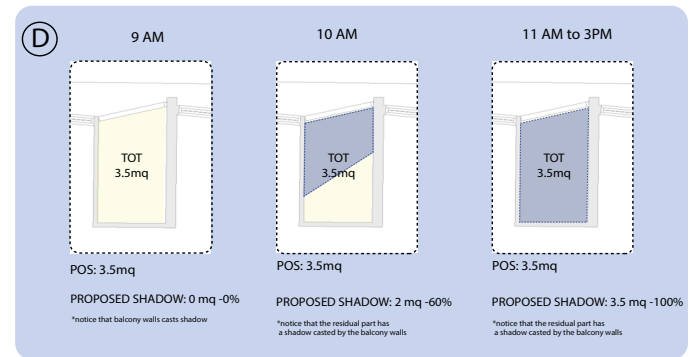 D
9 AM
10 AM
11 AM to 3PM
TOT
3.5mq
TOT
3.5mq
TOT
3.5mq
POS: 3.5mq
POS: 3.5mq
POS: 3.5mq
PROPOSED SHADOW: 0 mq -0%
PROPOSED SHADOW: 2 mq -60%
PROPOSED SHADOW: 3.5 mq -100%
*notice that balcony walls casts shadow
*notice that the residual part has
a shadow casted by the balcony walls
*notice that the residual part has
a shadow casted by the balcony walls